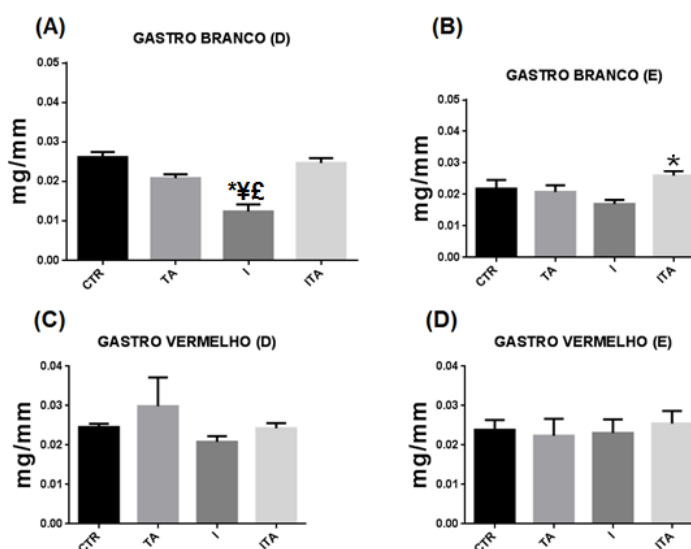 (A)
GASTRO BRANCO (D)
mg/mm
0.05
0.04
0.03
0.02
0.01
0.00
*¥£
CTR
TA
I
ITA
(B)
GASTRO BRANCO (E)
mg/mm
0.05
0.04
0.03
0.02
0.01
0.00
*
CTR
TA
I
ITA
(C)
GASTRO VERMELHO (D)
mg/mm
0.04
0.03
0.02
0.01
0.00
CTR
TA
I
ITA
(D)
GASTRO VERMELHO (E)
mg/mm
0.04
0.03
0.02
0.01
0.00
CTR
TA
I
ITA